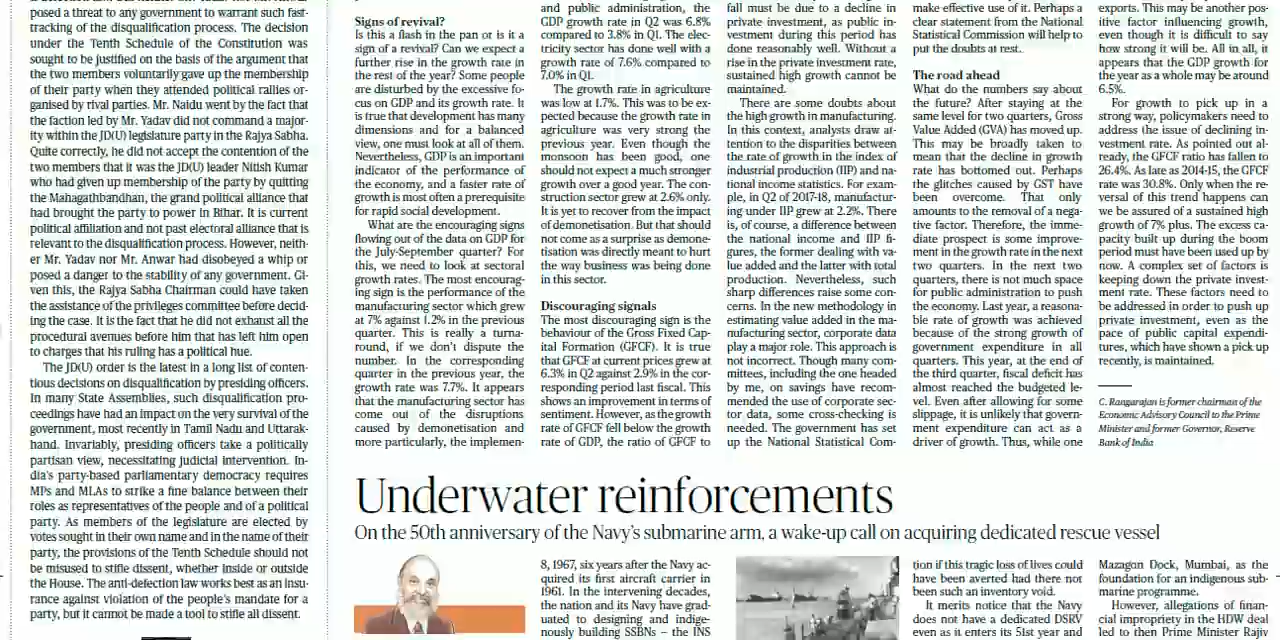 posed a threat to any government to warrant such fast-
tracking of the disqualification process. The decision
under the Tenth Schedule of the Constitution was
sought to be justified on the basis of the argument that
the two members voluntarily gave up the membership
of their party when they attended political rallies or-
ganised by rival parties. Mr. Naidu went by the fact that
the faction led by Mr. Yadav did not command a major-
ity within the JD(U) legislature party in the Rajya Sabha.
Quite correctly, he did not accept the contention of the
two members that it was the JD(U) leader Nitish Kumar
who had given up membership of the party by quitting
the Mahagathbandhan, the grand political alliance that
had brought the party to power in Bihar. It is current
political affiliation and not past electoral alliance that is
relevant to the disqualification process. However, neith-
er Mr. Yadav nor Mr. Anwar had disobeyed a whip or
posed a danger to the stability of any government. Gi-
ven this, the Rajya Sabha Chairman could have taken
the assistance of the privileges committee before decid-
ing the case. It is the fact that he did not exhaust all the
procedural avenues before him that has left him open
to charges that his ruling has a political hue.
The JD(U) order is the latest in a long list of conten-
tious decisions on disqualification by presiding officers.
In many State Assemblies, such disqualification pro-
ceedings have had an impact on the very survival of the
government, most recently in Tamil Nadu and Uttarak-
hand. Invariably, presiding officers take a politically
partisan view, necessitating judicial intervention. In-
dia's party-based parliamentary democracy requires
MPs and MLAs to strike a fine balance between their
roles as representatives of the people and of a political
party. As members of the legislature are elected by
votes sought in their own name and in the name of their
party, the provisions of the Tenth Schedule should not
be misused to stifle dissent, whether inside or outside
the House. The anti-defection law works best as an insu-
rance against violation of the people's mandate for a
party, but it cannot be made a tool to stifle all dissent.
Signs of revival?
Is this a flash in the pan or is it a
sign of a revival? Can we expect a
further rise in the growth rate in
the rest of the year? Some people
are disturbed by the excessive fo-
cus on GDP and its growth rate. It
is true that development has many
dimensions and for a balanced
view, one must look at all of them.
Nevertheless, GDP is an important
indicator of the performance of
the economy, and a faster rate of
growth is most often a prerequisite
for rapid social development.
What are the encouraging signs
flowing out of the data on GDP for
the July-September quarter? For
this, we need to look at sectoral
growth rates. The most encourag-
ing sign is the performance of the
manufacturing sector which grew
at 7% against 1.2% in the previous
quarter. This is really a turna-
round, if we don't dispute the
number. In the corresponding
quarter in the previous year, the
growth rate was 7.7%. It appears
that the manufacturing sector has
come out of the disruptions
caused by demonetisation and
more particularly, the implemen-
and public administration, the
GDP growth rate in Q2 was 6.8%
compared to 3.8% in Q1. The elec-
tricity sector has done well with a
growth rate of 7.6% compared to
7.0% in Q1.
The growth rate in agriculture
was low at 1.7%. This was to be ex-
pected because the growth rate in
agriculture was very strong the
previous year. Even though the
monsoon has been good, one
should not expect a much stronger
growth over a good year. The con-
struction sector grew at 2.6% only.
It is yet to recover from the impact
of demonetisation. But that should
not come as a surprise as demone-
tisation was directly meant to hurt
the way business was being done
in this sector.
Discouraging signals
The most discouraging sign is the
behaviour of the Gross Fixed Cap-
ital Formation (GFCF). It is true
that GFCF at current prices grew at
6.3% in Q2 against 2.9% in the cor-
responding period last fiscal. This
shows an improvement in terms of
sentiment. However, as the growth
rate of GFCF fell below the growth
rate of GDP, the ratio of GFCF to
fall must be due to a decline in
private investment, as public in-
vestment during this period has
done reasonably well. Without a
rise in the private investment rate,
sustained high growth cannot be
maintained.
There are some doubts about
the high growth in manufacturing.
In this context, analysts draw at-
tention to the disparities between
the rate of growth in the index of
industrial production (IIP) and na-
tional income statistics. For exam-
ple, in Q2 of 2017-18, manufactur-
ing under IIP grew at 2.2%. There
is, of course, a difference between
the national income and IIP fi-
gures, the former dealing with va-
lue added and the latter with total
production. Nevertheless, such
sharp differences raise some con-
cerns. In the new methodology in
estimating value added in the ma-
nufacturing sector, corporate data
play a major role. This approach is
not incorrect. Though many com-
mittees, including the one headed
by me, on savings have recom-
mended the use of corporate sec-
tor data, some cross-checking is
needed. The government has set
up the National Statistical Com-
make effective use of it. Perhaps a
clear statement from the National
Statistical Commission will help to
put the doubts at rest.
The road ahead
What do the numbers say about
the future? After staying at the
same level for two quarters, Gross
Value Added (GVA) has moved up.
This may be broadly taken to
mean that the decline in growth
rate has bottomed out. Perhaps
the glitches caused by GST have
been overcome. That only
amounts to the removal of a nega-
tive factor. Therefore, the imme-
diate prospect is some improve-
ment in the growth rate in the next
two quarters. In the next two
quarters, there is not much space
for public administration to push
the economy. Last year, a reasona-
ble rate of growth was achieved
because of the strong growth of
government expenditure in all
quarters. This year, at the end of
the third quarter, fiscal deficit has
almost reached the budgeted le-
vel. Even after allowing for some
slippage, it is unlikely that govern-
ment expenditure can act as a
driver of growth. Thus, while one
exports. This may be another pos-
itive factor influencing growth,
even though it is difficult to say
how strong it will be. All in all, it
appears that the GDP growth for
the year as a whole may be around
6.5%.
For growth to pick up in a
strong way, policymakers need to
address the issue of declining in-
vestment rate. As pointed out al-
ready, the GFCF ratio has fallen to
26.4%. As late as 2014-15, the GFCF
rate was 30.8%. Only when the re-
versal of this trend happens can
we be assured of a sustained high
growth of 7% plus. The excess ca-
pacity built up during the boom
period must have been used up by
now. A complex set of factors is
keeping down the private invest-
ment rate. These factors need to
be addressed in order to push up
private investment, even as the
pace of public capital expendi-
tures, which have shown a pick up
recently, is maintained.
C. Rangarajan is former chairman of the
Economic Advisory Council to the Prime
Minister and former Governor, Reserve
Bank of India
Underwater reinforcements
On the 50th anniversary of the Navy's submarine arm, a wake-up call on acquiring dedicated rescue vessel
8, 1967, six years after the Navy ac-
quired its first aircraft carrier in
1961. In the intervening decades,
the nation and its Navy have grad-
uated to designing and indige-
nously building SSBNs – the INS
tion if this tragic loss of lives could
have been averted had there not
been such an inventory void.
It merits notice that the Navy
does not have a dedicated DSRV
even as it enters its 51st year and
Mazagon Dock, Mumbai, as the
foundation for an indigenous sub-
marine programme.
However, allegations of finan-
cial impropriety in the HDW deal
led to then Prime Minister Rajiv